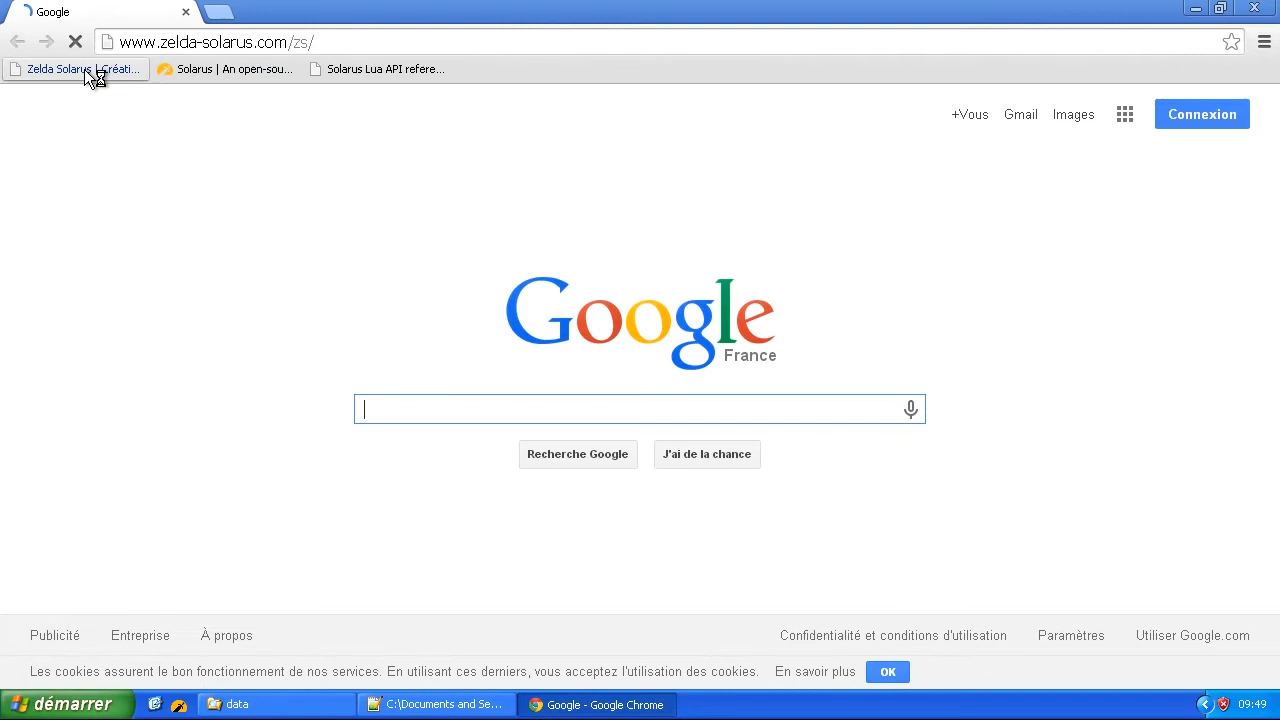 Google
www.zelda-solarus.com/zs/
Zelda Solarus | Créati...
Solarus | An open-sou...
Solarus Lua API refere...
+Vous
Gmail
Images
Connexion
Google
France
Recherche Google
J'ai de la chance
Publicité
Entreprise
À propos
Confidentialité et conditions d'utilisation
Paramètres
Utiliser Google.com
Les cookies assurent le bon fonctionnement de nos services. En utilisant ces derniers, vous acceptez l'utilisation des cookies.
En savoir plus
OK
démarrer
data
C:\Documents and Se...
Google - Google Chrome
09:49